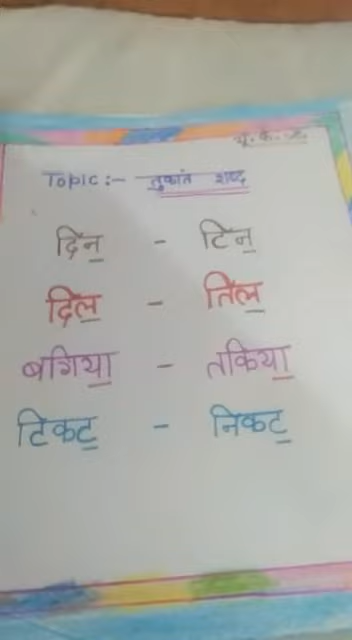 यू. के. जी.
Topic:- तुकांत शब्द
दिन - टिन
दिल - तिल
बगिया - तकिया
टिकट - निकट